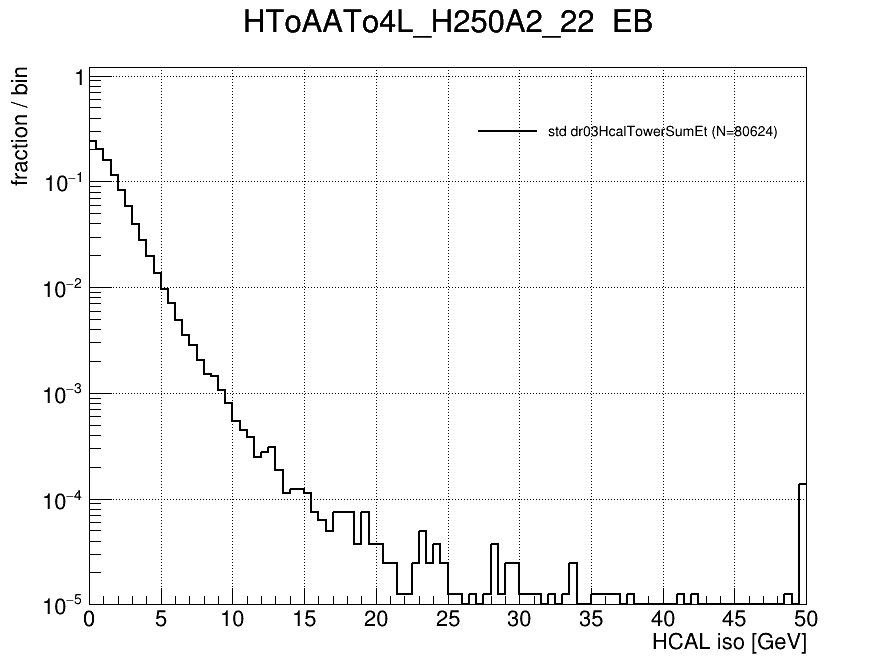 HToAATo4L_H250A2_22 EB
fraction / bin
std dr03HcalTowerSumEt (N=80624)
1
10⁻¹
10⁻²
10⁻³
10⁻⁴
10⁻⁵
0 5 10 15 20 25 30 35 40 45 50
HCAL iso [GeV]